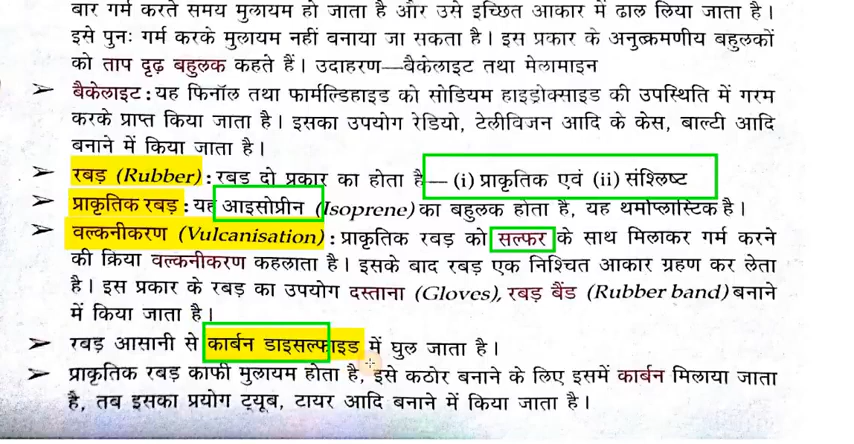 बार गर्म करते समय मुलायम हो जाता है और उसे इच्छित आकार में ढाल लिया जाता है।
इसे पुनः गर्म करके मुलायम नहीं बनाया जा सकता है। इस प्रकार के अनुत्क्रमणीय बहुलकों
को ताप दृढ़ बहुलक कहते हैं। उदाहरण—बैकेलाइट तथा मेलामाइन
➤ बैकेलाइट : यह फिनॉल तथा फार्मल्डिहाइड को सोडियम हाइड्रोक्साइड की उपस्थिति में गरम
करके प्राप्त किया जाता है। इसका उपयोग रेडियो, टेलीविजन आदि के केस, बाल्टी आदि
बनाने में किया जाता है।
➤ रबड़ (Rubber) : रबड़ दो प्रकार का होता है— (i) प्राकृतिक एवं (ii) संश्लिष्ट
➤ प्राकृतिक रबड़ : यह आइसोप्रीन (Isoprene) का बहुलक होता है, यह थर्मोप्लास्टिक है।
➤ वल्कनीकरण (Vulcanisation) : प्राकृतिक रबड़ को सल्फर के साथ मिलाकर गर्म करने
की क्रिया वल्कनीकरण कहलाता है। इसके बाद रबड़ एक निश्चित आकार ग्रहण कर लेता
है। इस प्रकार के रबड़ का उपयोग दस्ताना (Gloves), रबड़ बैंड (Rubber band) बनाने
में किया जाता है।
➤ रबड़ आसानी से कार्बन डाइसल्फाइड में घुल जाता है।
➤ प्राकृतिक रबड़ काफी मुलायम होता है, इसे कठोर बनाने के लिए इसमें कार्बन मिलाया जाता
है, तब इसका प्रयोग ट्यूब, टायर आदि बनाने में किया जाता है।